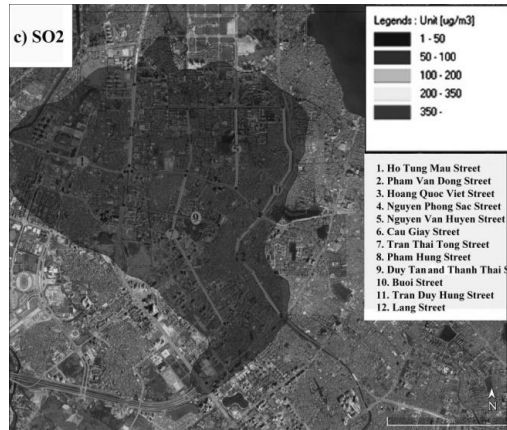 c) SO2
Legends : Unit [ug/m3]
1 - 50
50 - 100
100 - 200
200 - 350
350 -
1. Ho Tung Mau Street
2. Pham Van Dong Street
3. Hoang Quoc Viet Street
4. Nguyen Phong Sac Street
5. Nguyen Van Huyen Street
6. Cau Giay Street
7. Tran Thai Tong Street
8. Pham Hung Street
9. Duy Tan and Thanh Thai S
10. Buoi Street
11. Tran Duy Hung Street
12. Lang Street
1
9
12
N